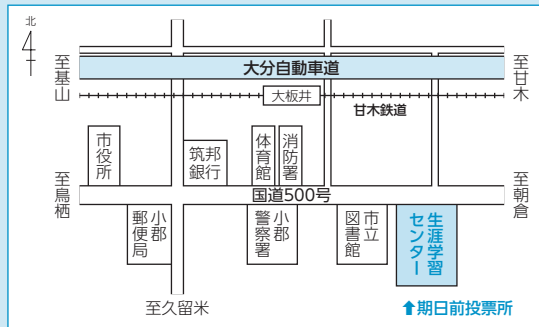 北
至基山
大分自動車道
至甘木
大板井
甘木鉄道
市役所
筑邦
銀行
体育館
消防署
至鳥栖
国道500号
至朝倉
小郡
郵便局
小郡
警察署
市立
図書館
生涯学習
センター
至久留米
⬆期日前投票所